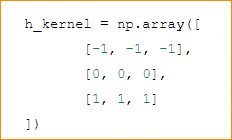 h_kernel = np.array([
        [-1, -1, -1],
        [0, 0, 0],
        [1, 1, 1]
])